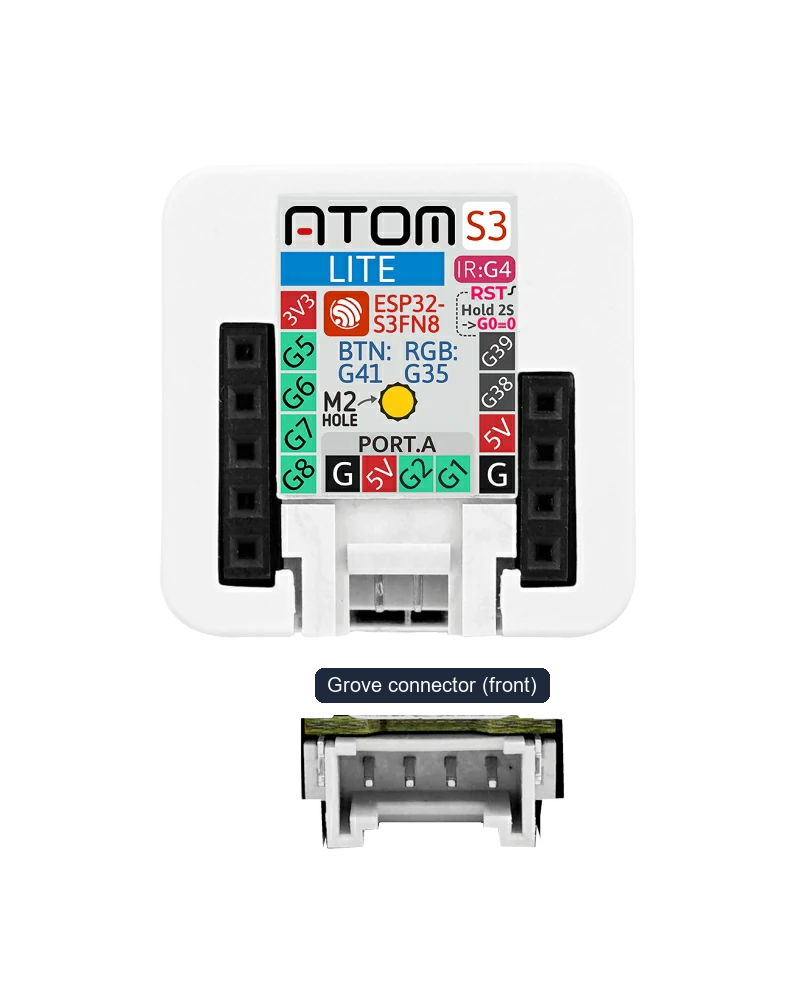 ATOM S3
LITE IR:G4
3V3 ESP32-S3FN8 RST
Hold 2S
->G0=0
G5 BTN: RGB: G39
G41 G35
G6 M2 HOLE G38
G7 PORT.A 5V
G8 G 5V G2 G1 G
Grove connector (front)